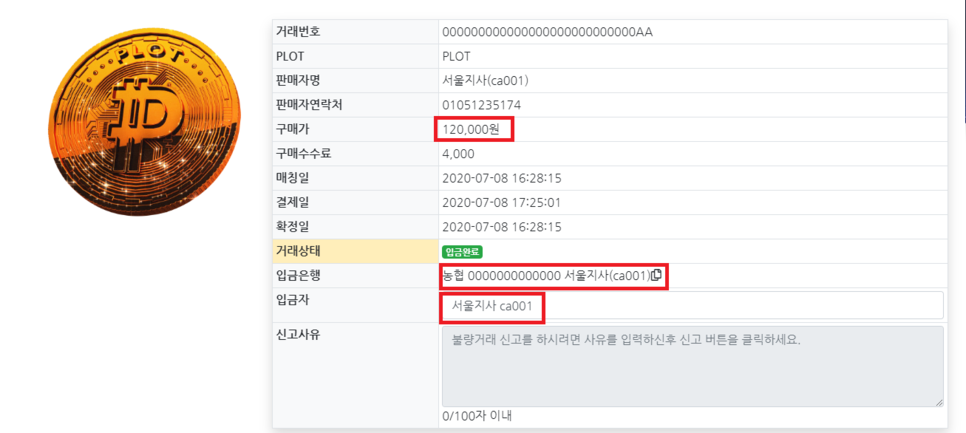 PLOT
거래번호 0000000000000000000000000000AA
PLOT PLOT
판매자명 서울지사(ca001)
판매자연락처 01051235174
구매가 120,000원
구매수수료 4,000
매칭일 2020-07-08 16:28:15
결제일 2020-07-08 17:25:01
확정일 2020-07-08 16:28:15
거래상태 입금완료
입금은행 농협 0000000000000 서울지사(ca001)
입금자 서울지사 ca001
신고사유 불량거래 신고를 하시려면 사유를 입력하신후 신고 버튼을 클릭하세요.
0/100자 이내